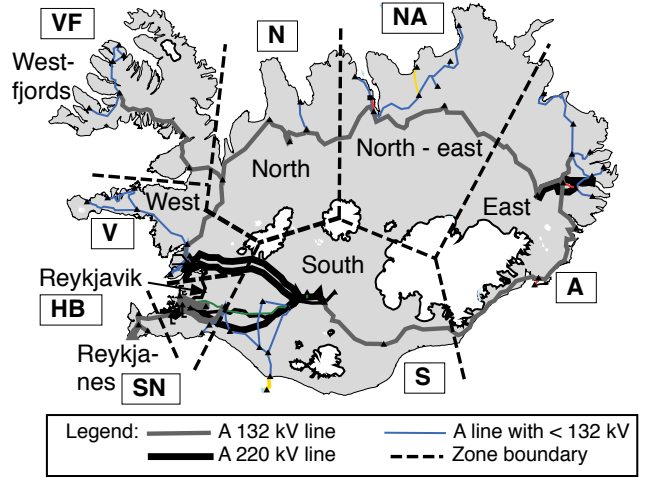 VF
N
NA
West-
fjords
North
North - east
West
East
V
South
Reykjavik
A
HB
Reykja-
nes
SN
S
Legend:
A 132 kV line
A line with < 132 kV
A 220 kV line
Zone boundary